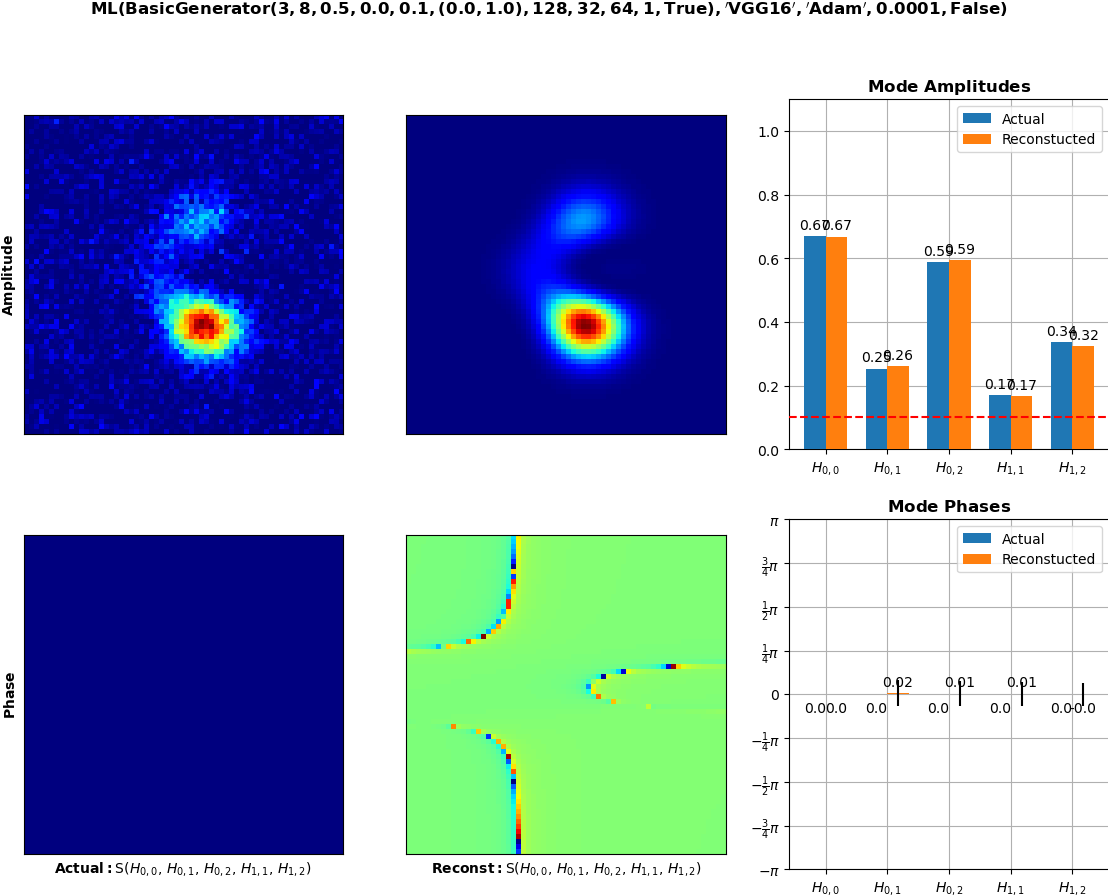 ML(BasicGenerator(3, 8, 0.5, 0.0, 0.1, (0.0, 1.0), 128, 32, 64, 1, True), ′VGG16′, ′Adam′, 0.0001, False)
Amplitude
Mode Amplitudes
Actual
Reconstucted
1.0
0.8
0.6
0.4
0.2
0.0
0.67 0.67
0.25 0.26
0.59 0.59
0.17 0.17
0.34 0.32
H0,0 H0,1 H0,2 H1,1 H1,2
Phase
Actual: S(H0,0, H0,1, H0,2, H1,1, H1,2)
Reconst: S(H0,0, H0,1, H0,2, H1,1, H1,2)
Mode Phases
Actual
Reconstucted
π
3/4π
1/2π
1/4π
0
−1/4π
−1/2π
−3/4π
−π
0.02 0.01 0.01
0.0 0.0 0.0 0.0 0.0 0.0 -0.0
H0,0 H0,1 H0,2 H1,1 H1,2